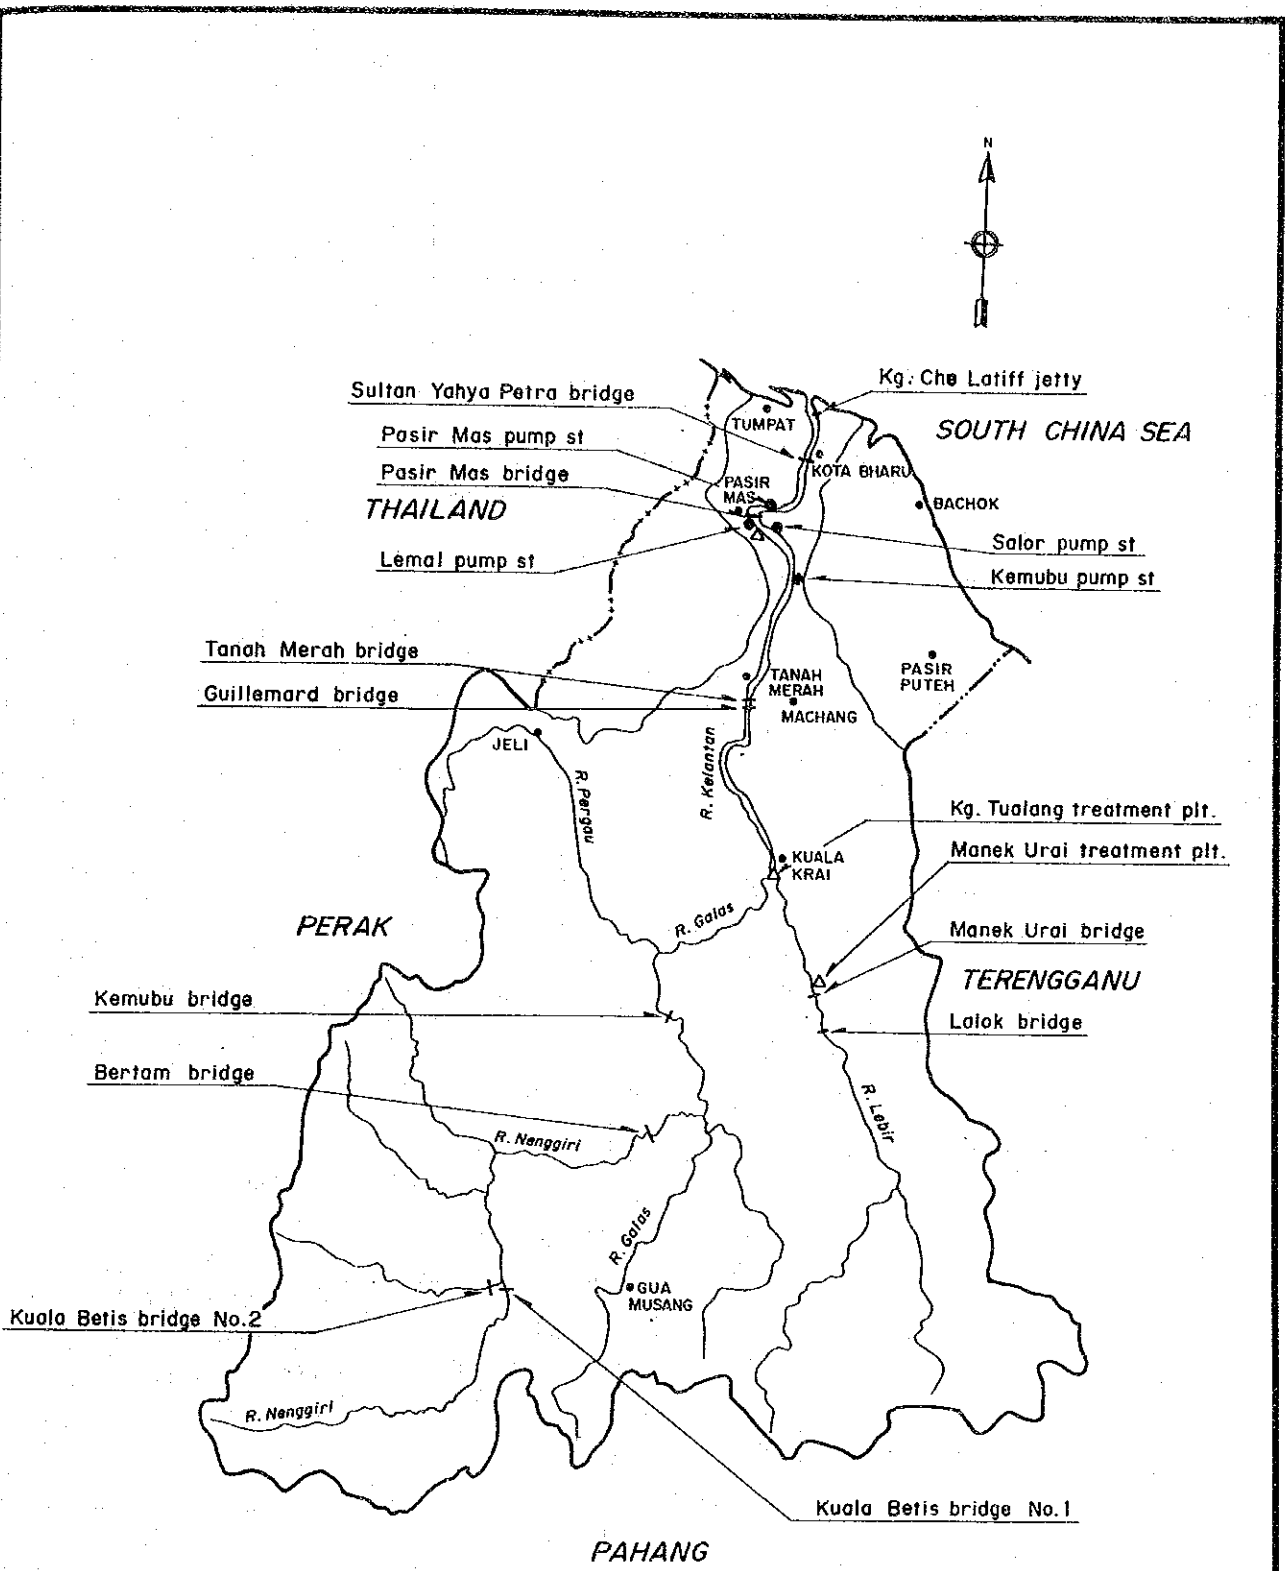 N
Kg. Che Latiff jetty
Sultan Yahya Petra bridge
TUMPAT
SOUTH CHINA SEA
Pasir Mas pump st
KOTA BHARU
Pasir Mas bridge
PASIR
MAS
THAILAND
BACHOK
Salor pump st
Lemal pump st
Kemubu pump st
Tanah Merah bridge
TANAH
MERAH
PASIR
PUTEH
Guillemard bridge
MACHANG
JELI
R. Kelantan
R. Pergau
Kg. Tualang treatment plt.
KUALA
KRAI
Manek Urai treatment plt.
R. Galas
PERAK
Manek Urai bridge
TERENGGANU
Kemubu bridge
Lalok bridge
Bertam bridge
R. Lebir
R. Nenggiri
R. Galas
GUA
MUSANG
Kuala Betis bridge No.2
R. Nenggiri
Kuala Betis bridge No.1
PAHANG